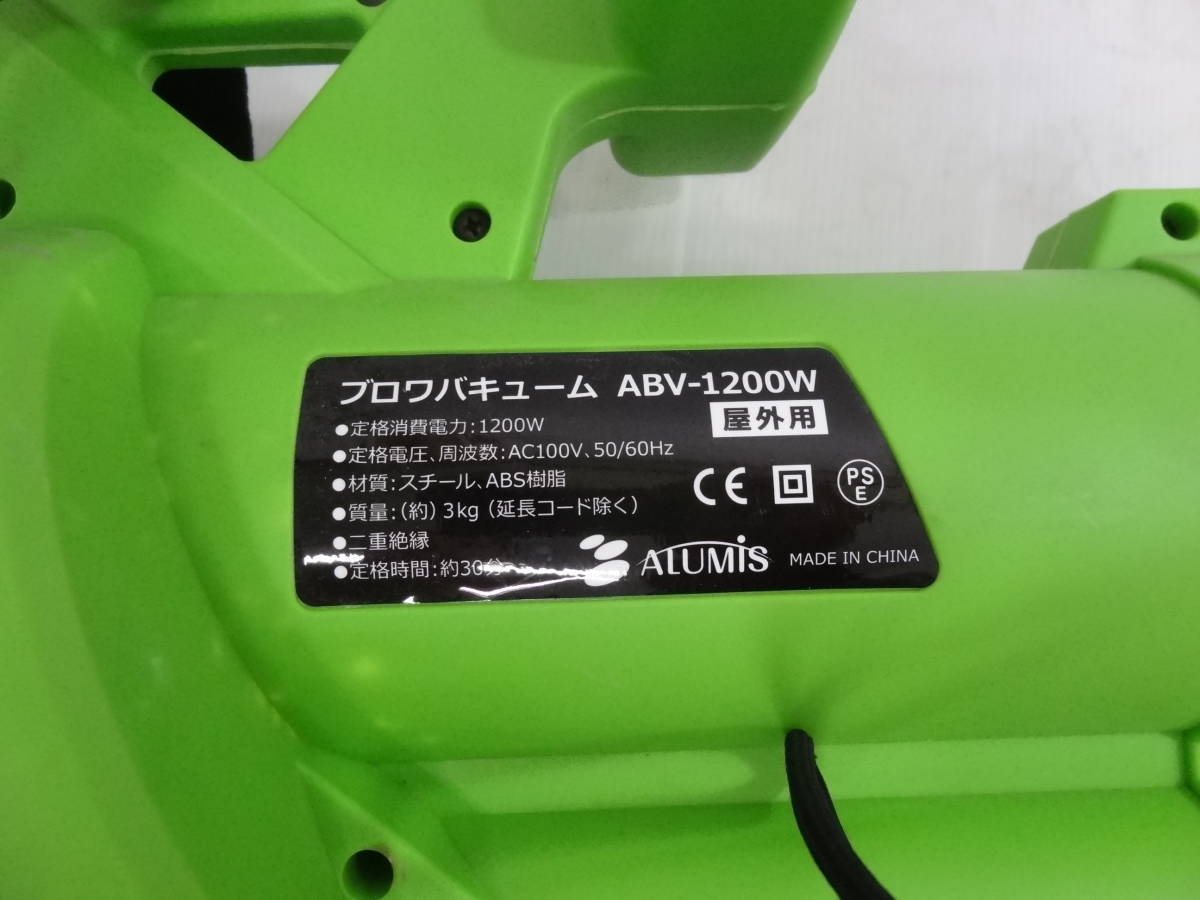 ブロワバキューム ABV-1200W
屋外用
●定格消費電力:1200W
●定格電圧、周波数:AC100V、50/60Hz
●材質:スチール、ABS樹脂
●質量:(約)3kg(延長コード除く)
●二重絶縁
●定格時間:約30分
CE
PS
E
ALUMIS
MADE IN CHINA